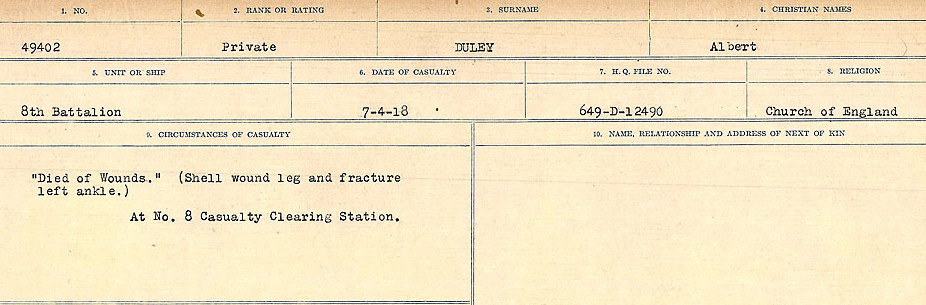 1. NO. 2. RANK OR RATING 3. SURNAME 4. CHRISTIAN NAMES
49402 Private DULEY Albert
5. UNIT OR SHIP 6. DATE OF CASUALTY 7. H.Q. FILE NO. 8. RELIGION
8th Battalion 7-4-18 649-D-12490 Church of England
9. CIRCUMSTANCES OF CASUALTY 10. NAME, RELATIONSHIP AND ADDRESS OF NEXT OF KIN
"Died of Wounds." (Shell wound leg and fracture
left ankle.)
At No. 8 Casualty Clearing Station.